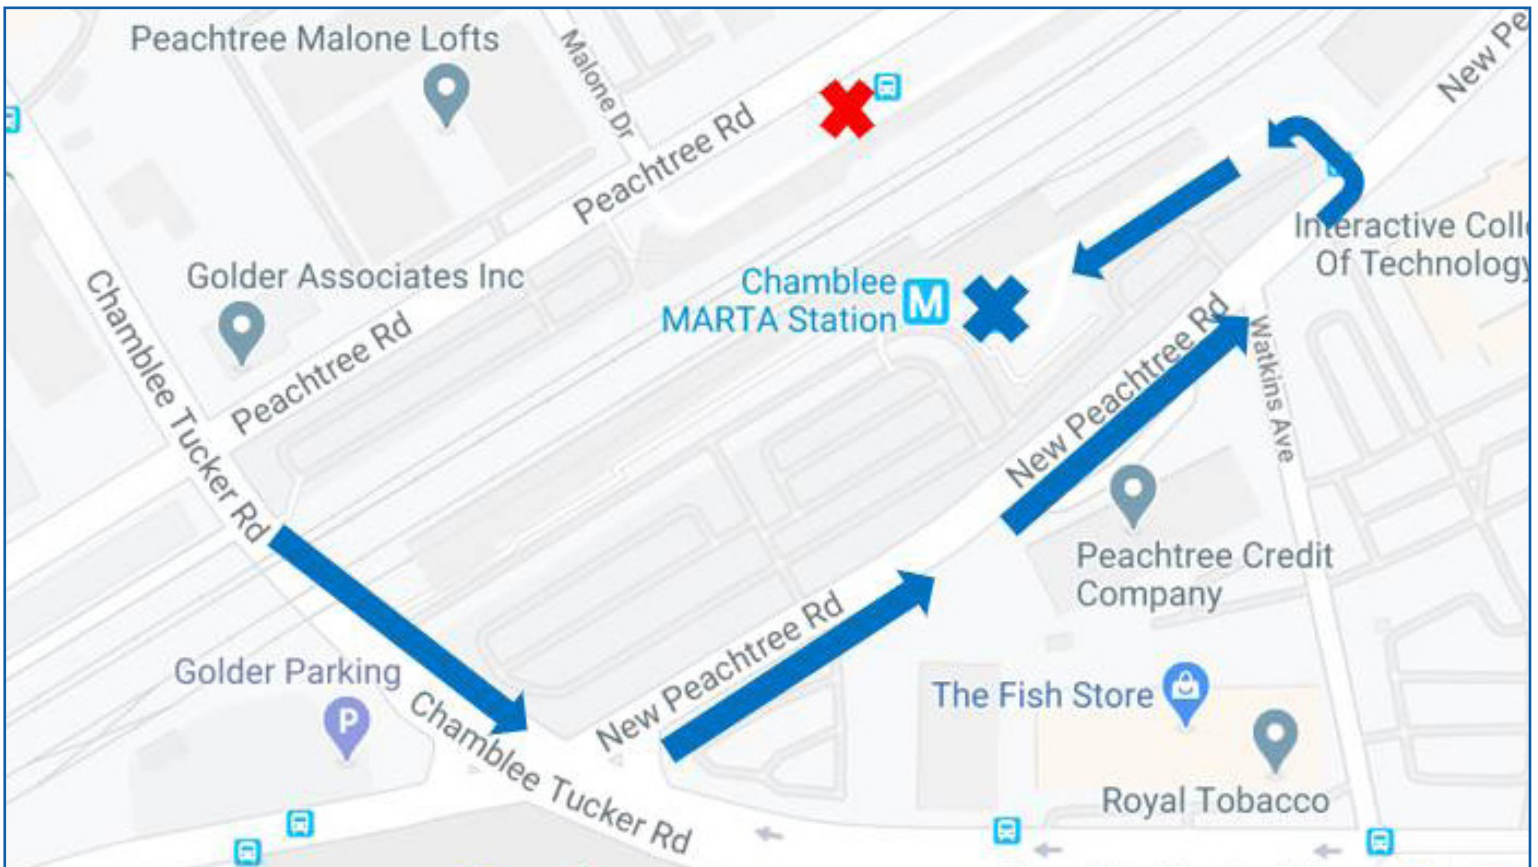 Peachtree Malone Lofts
Malone Dr
New Pe
Peachtree Rd
Interactive Colle
Of Technology
Golder Associates Inc
Chamblee
MARTA Station
M
Peachtree Rd
Chamblee Tucker Rd
New Peachtree Rd
Watkins Ave
Peachtree Credit
Company
New Peachtree Rd
Golder Parking
P
The Fish Store
Chamblee Tucker Rd
Royal Tobacco